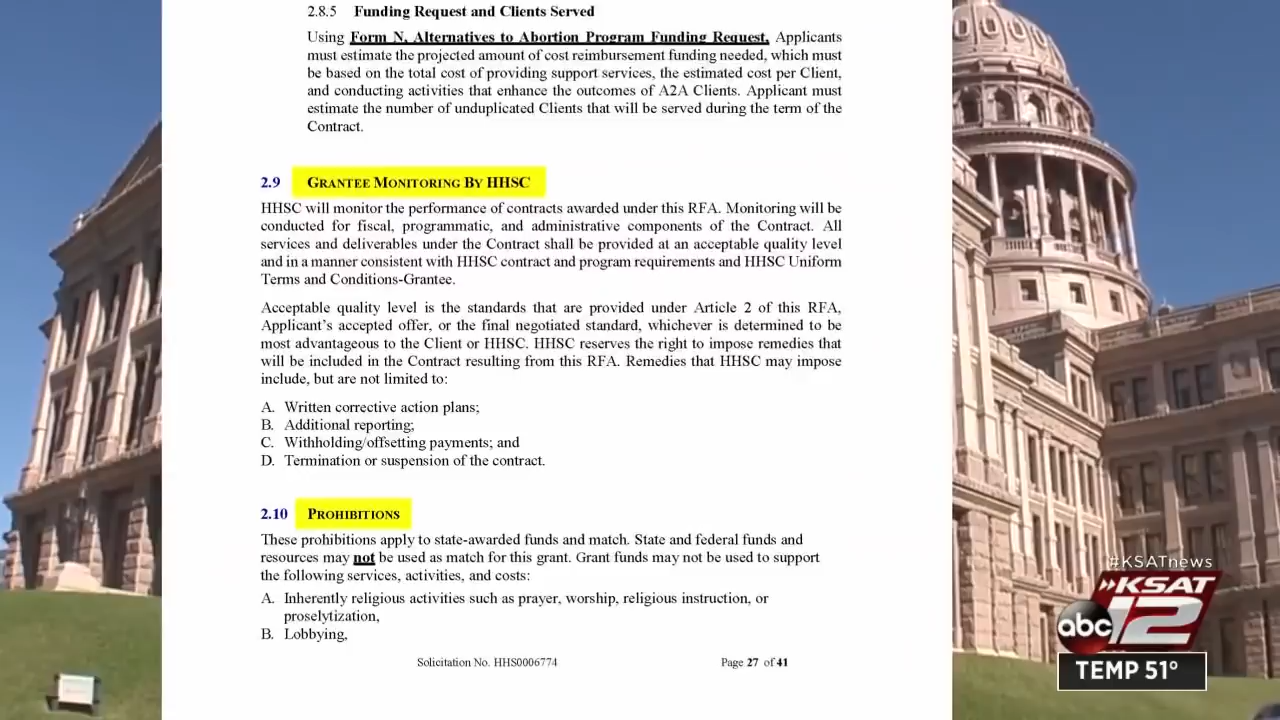 2.8.5 Funding Request and Clients Served
Using Form N, Alternatives to Abortion Program Funding Request, Applicants
must estimate the projected amount of cost reimbursement funding needed, which must
be based on the total cost of providing support services, the estimated cost per Client,
and conducting activities that enhance the outcomes of A2A Clients. Applicant must
estimate the number of unduplicated Clients that will be served during the term of the
Contract.
2.9 GRANTEE MONITORING BY HHSC
HHSC will monitor the performance of contracts awarded under this RFA. Monitoring will be
conducted for fiscal, programmatic, and administrative components of the Contract. All
services and deliverables under the Contract shall be provided at an acceptable quality level
and in a manner consistent with HHSC contract and program requirements and HHSC Uniform
Terms and Conditions-Grantee.
Acceptable quality level is the standards that are provided under Article 2 of this RFA,
Applicant's accepted offer, or the final negotiated standard, whichever is determined to be
most advantageous to the Client or HHSC. HHSC reserves the right to impose remedies that
will be included in the Contract resulting from this RFA. Remedies that HHSC may impose
include, but are not limited to:
A. Written corrective action plans;
B. Additional reporting;
C. Withholding/offsetting payments; and
D. Termination or suspension of the contract.
2.10 PROHIBITIONS
These prohibitions apply to state-awarded funds and match. State and federal funds and
resources may not be used as match for this grant. Grant funds may not be used to support
the following services, activities, and costs:
A. Inherently religious activities such as prayer, worship, religious instruction, or
proselytization,
B. Lobbying,
Solicitation No. HHS0006774 Page 27 of 41
#KSATnews
KSAT
abc 12
TEMP 51°